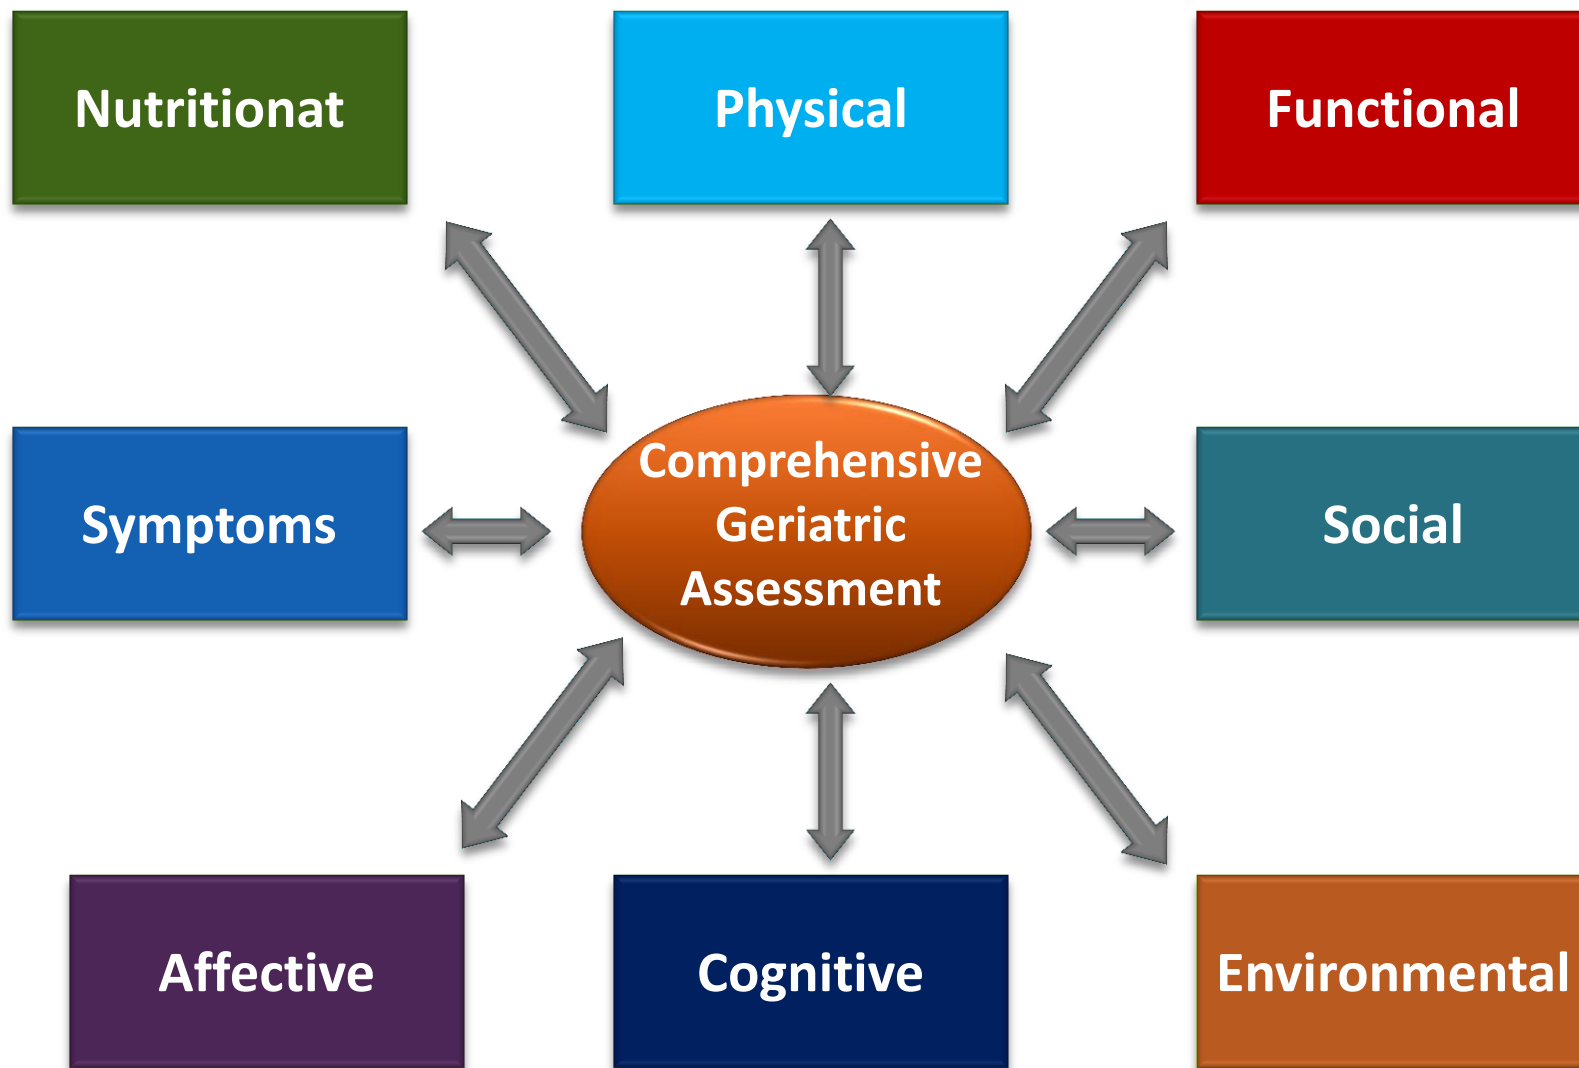 Nutritionat
Physical
Functional
Symptoms
Comprehensive
Geriatric
Assessment
Social
Affective
Cognitive
Environmental